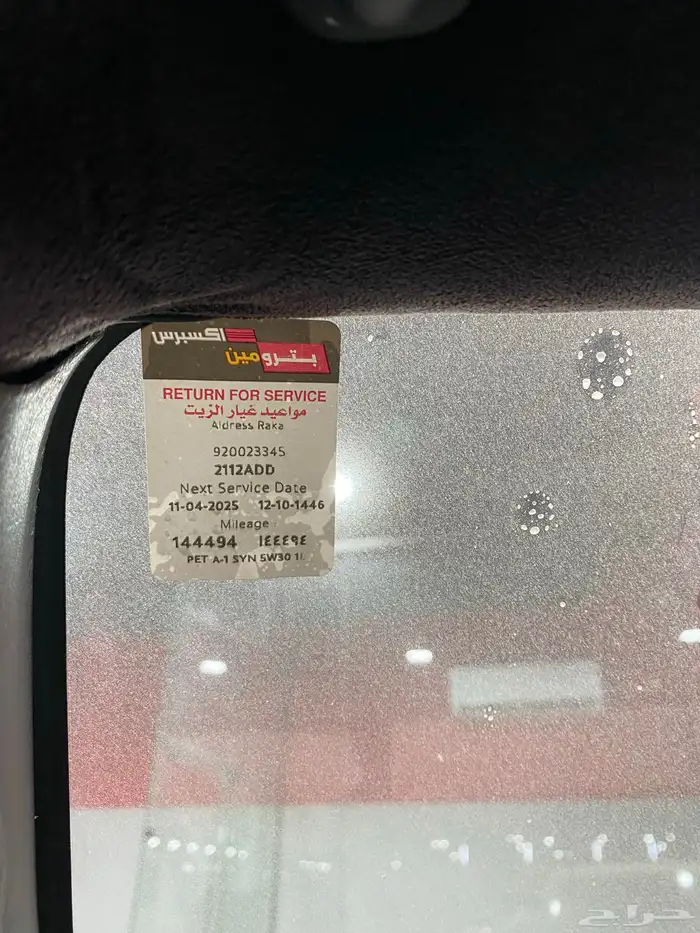 بترومين اكسبرس
RETURN FOR SERVICE
مواعيد غيار الزيت
Aldress Raka
920023345
2112ADD
Next Service Date
11-04-2025 12-10-1446
Mileage
144494 ١٤٤٤٩٤
PET A-1 SYN 5W30 1L
حراج